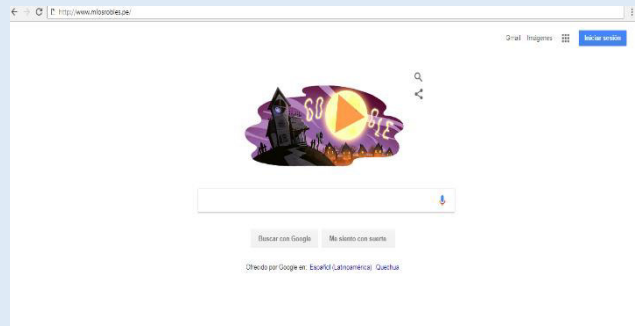 http://www.mlosrobles.pe/
Gmail Imágenes Iniciar sesión
GOOGLE
Buscar con Google Me siento con suerte
Ofrecido por Google en: Español (Latinoamérica) Quechua